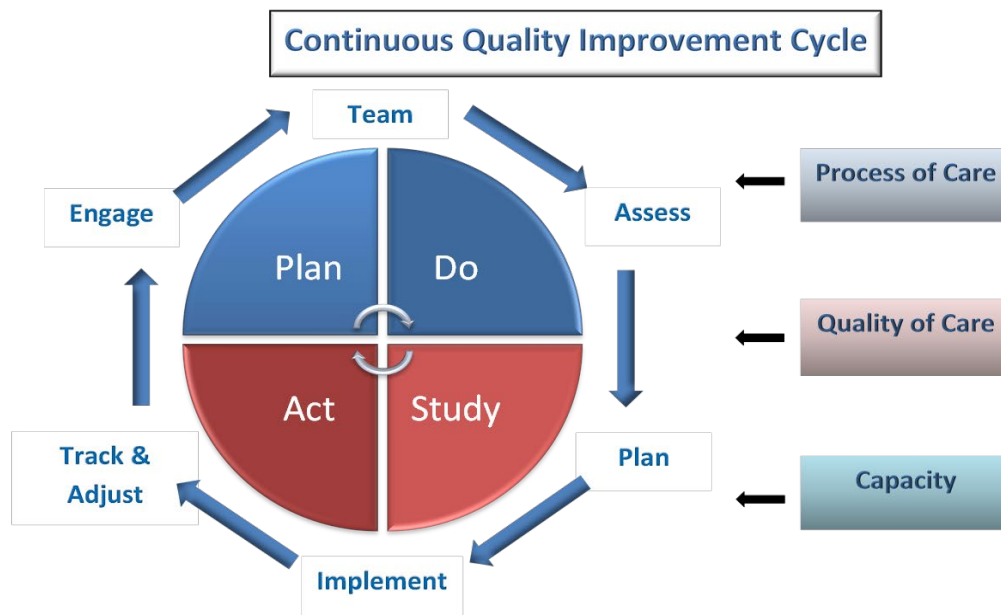 Continuous Quality Improvement Cycle
Team
Engage
Assess
Process of Care
Plan
Do
Quality of Care
Act
Study
Track &
Adjust
Plan
Capacity
Implement